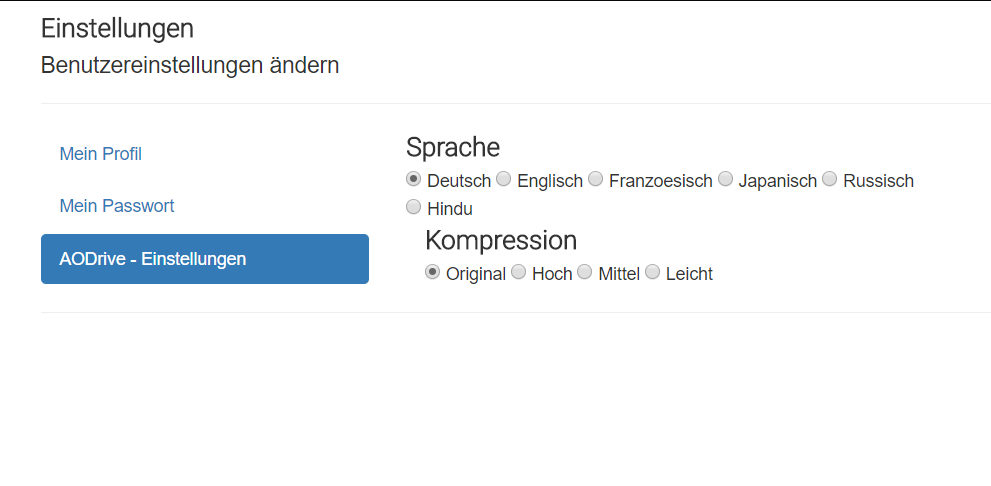 Einstellungen
Benutzereinstellungen ändern
Mein Profil
Mein Passwort
AODrive - Einstellungen
Sprache
Deutsch Englisch Franzoesisch Japanisch Russisch
Hindu
Kompression
Original Hoch Mittel Leicht